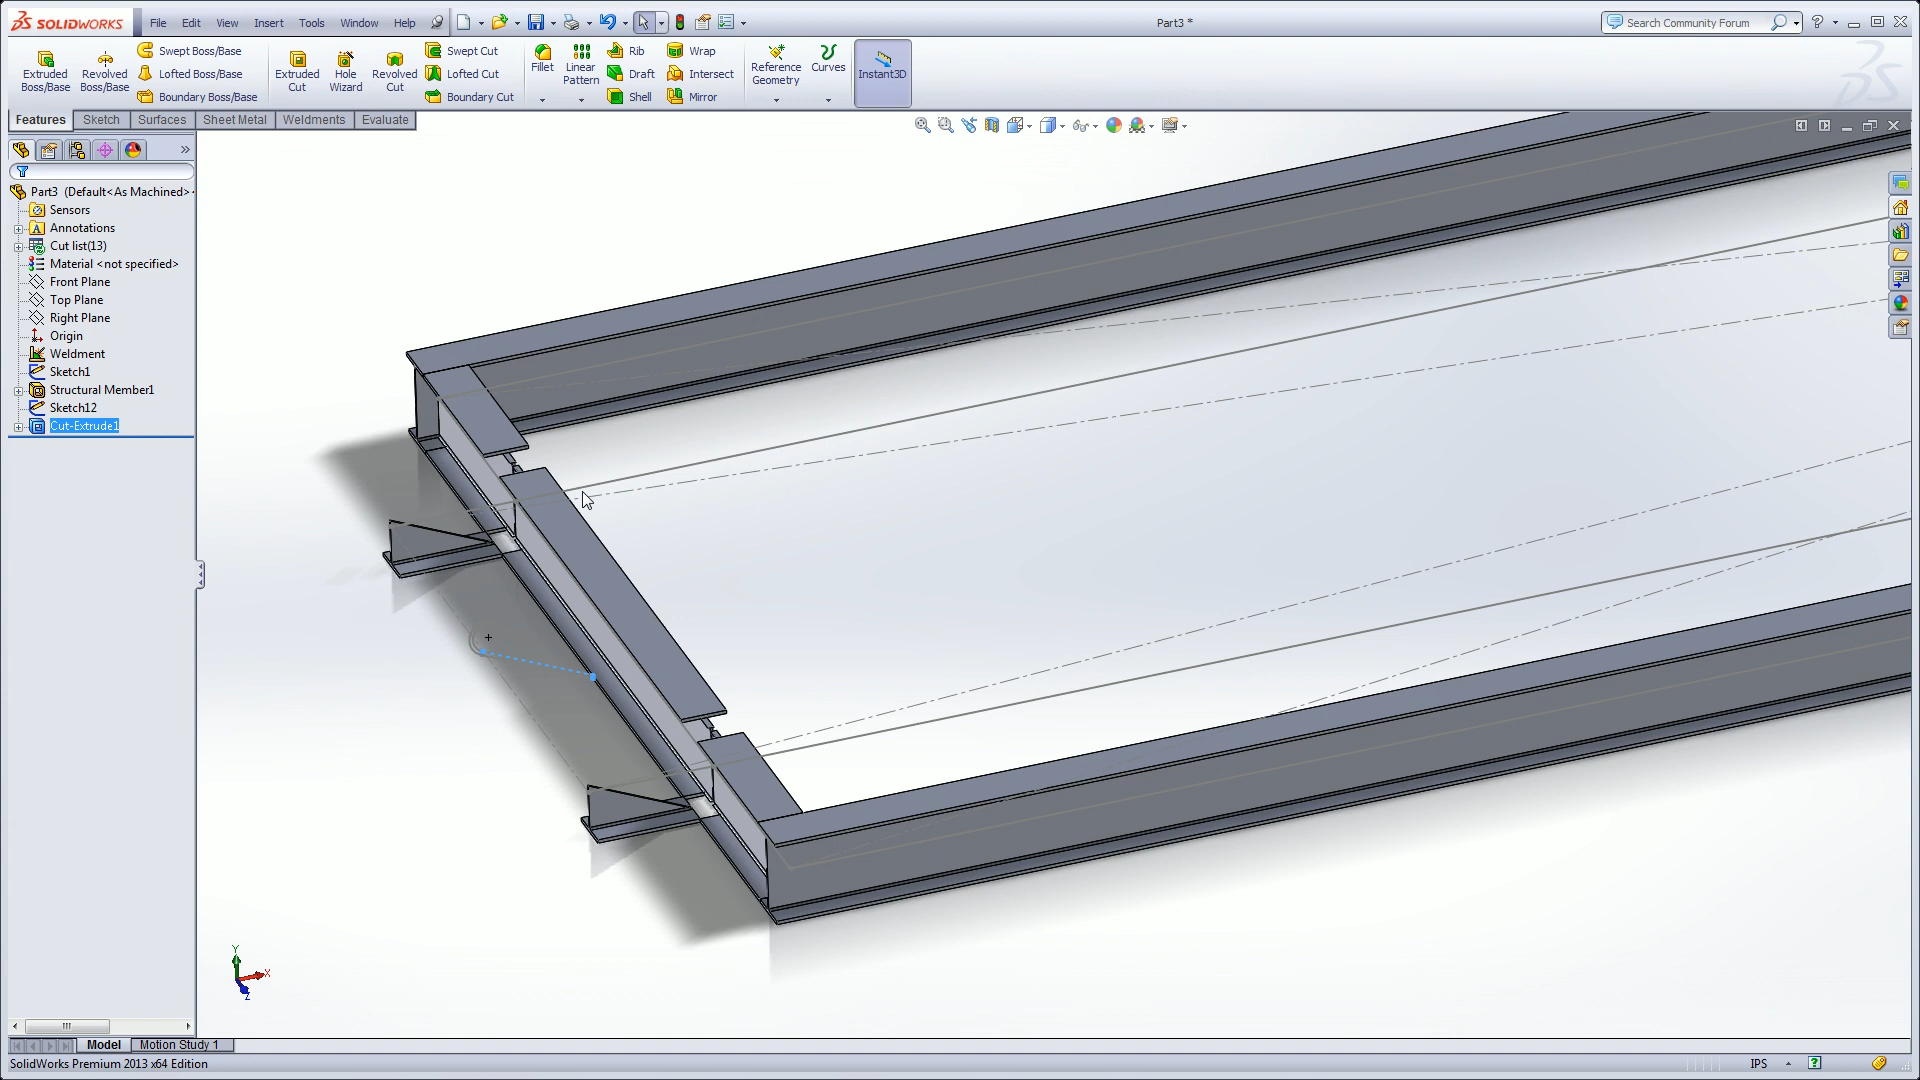 SOLIDWORKS File Edit View Insert Tools Window Help Part3 * Search Community Forum
Extruded Boss/Base Revolved Boss/Base Swept Boss/Base Lofted Boss/Base Boundary Boss/Base Extruded Cut Hole Wizard Revolved Cut Swept Cut Lofted Cut Boundary Cut Fillet Linear Pattern Rib Draft Shell Wrap Intersect Mirror Reference Geometry Curves Instant3D
Features Sketch Surfaces Sheet Metal Weldments Evaluate
Part3 (Default<As Machined>
Sensors
Annotations
Cut list(13)
Material <not specified>
Front Plane
Top Plane
Right Plane
Origin
Weldment
Sketch1
Structural Member1
Sketch12
Cut-Extrude1
Y
X
Z
Model Motion Study 1
SolidWorks Premium 2013 x64 Edition IPS